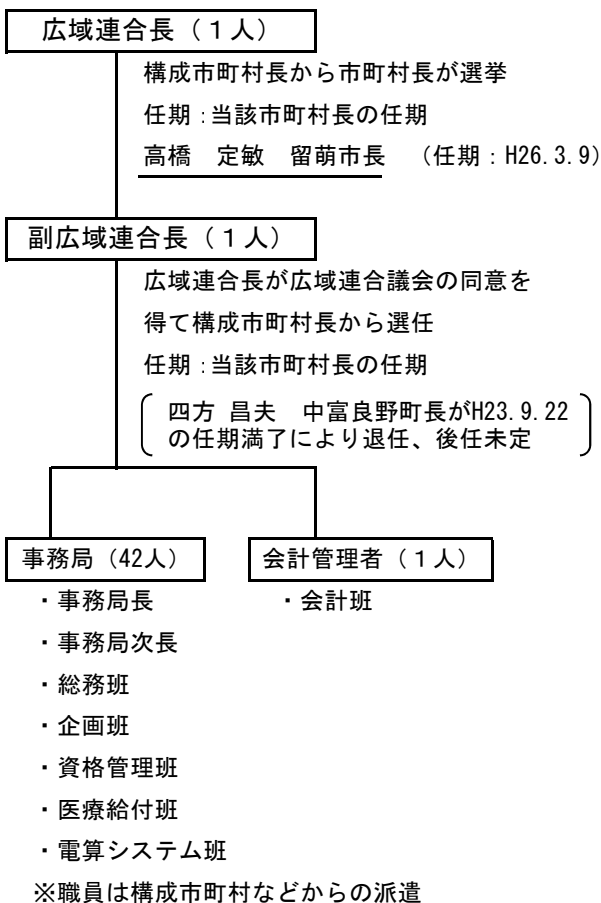 広域連合長（１人）
構成市町村長から市町村長が選挙
任期：当該市町村長の任期
高橋　定敏　留萌市長　（任期：H26.3.9）
副広域連合長（１人）
広域連合長が広域連合議会の同意を
得て構成市町村長から選任
任期：当該市町村長の任期
四方 昌夫　中富良野町長がH23.9.22
の任期満了により退任、後任未定
事務局（42人）
・事務局長
・事務局次長
・総務班
・企画班
・資格管理班
・医療給付班
・電算システム班
※職員は構成市町村などからの派遣
会計管理者（１人）
・会計班